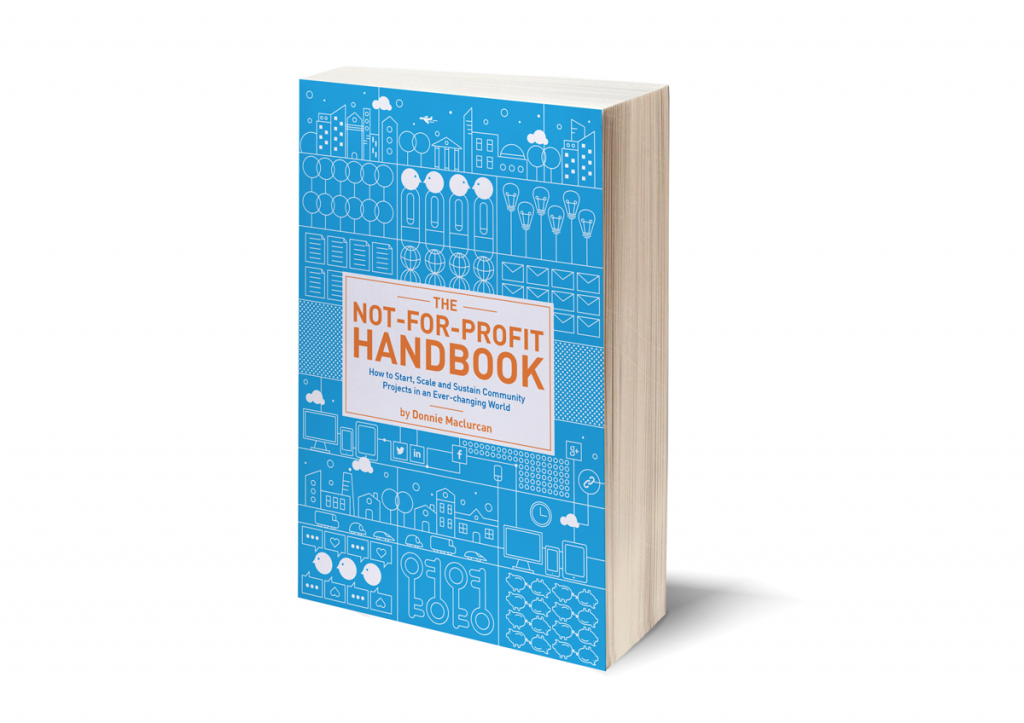 THE
NOT-FOR-PROFIT
HANDBOOK
How to Start, Scale and Sustain Community
Projects in an Ever-changing World
by Donnie Maclurcan
in
f
g+